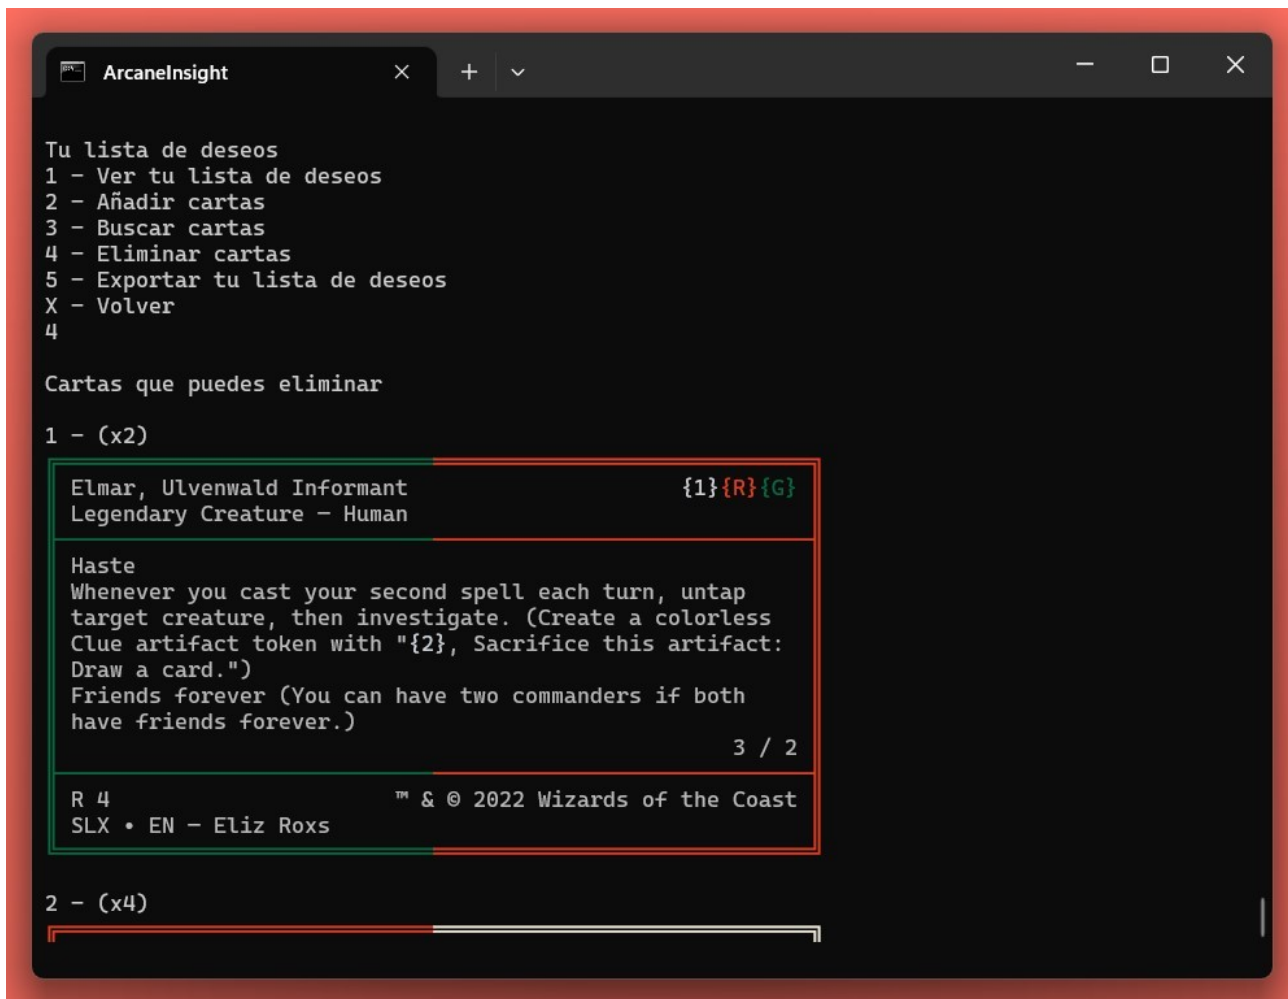 ArcaneInsight
Tu lista de deseos
1 – Ver tu lista de deseos
2 – Añadir cartas
3 – Buscar cartas
4 – Eliminar cartas
5 – Exportar tu lista de deseos
X – Volver
4
Cartas que puedes eliminar
1 – (x2)
Elmar, Ulvenwald Informant {1}{R}{G}
Legendary Creature — Human
Haste
Whenever you cast your second spell each turn, untap
target creature, then investigate. (Create a colorless
Clue artifact token with "{2}, Sacrifice this artifact:
Draw a card.")
Friends forever (You can have two commanders if both
have friends forever.)
3 / 2
R 4 ™ & © 2022 Wizards of the Coast
SLX • EN — Eliz Roxs
2 – (x4)